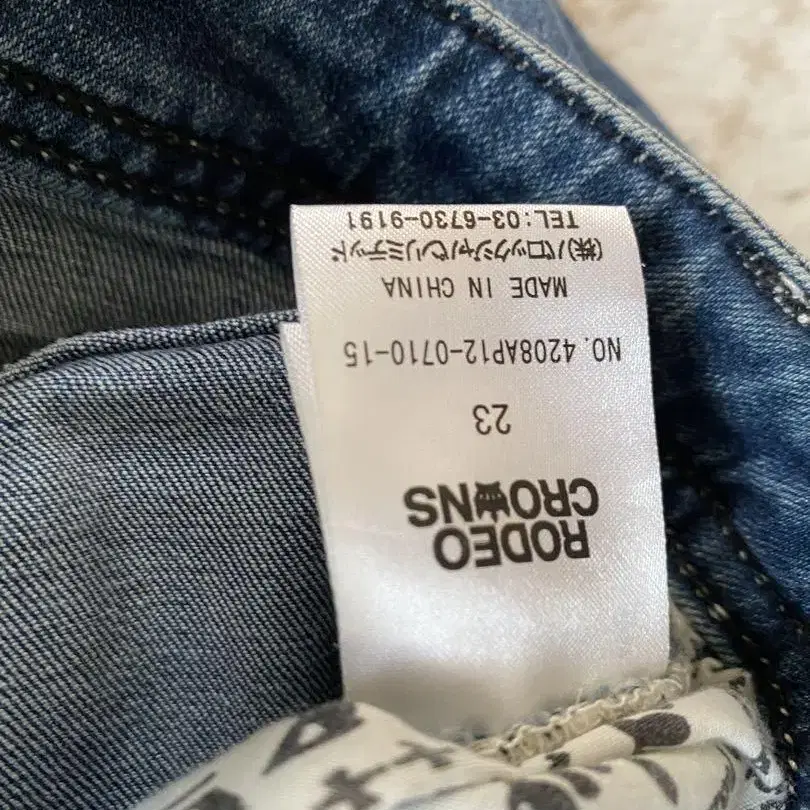 RODEO
CROWNS
23
NO. 4208AP12-0710-15
MADE IN CHINA
(株)バロックジャパンリミテッド
TEL:03-6730-9191